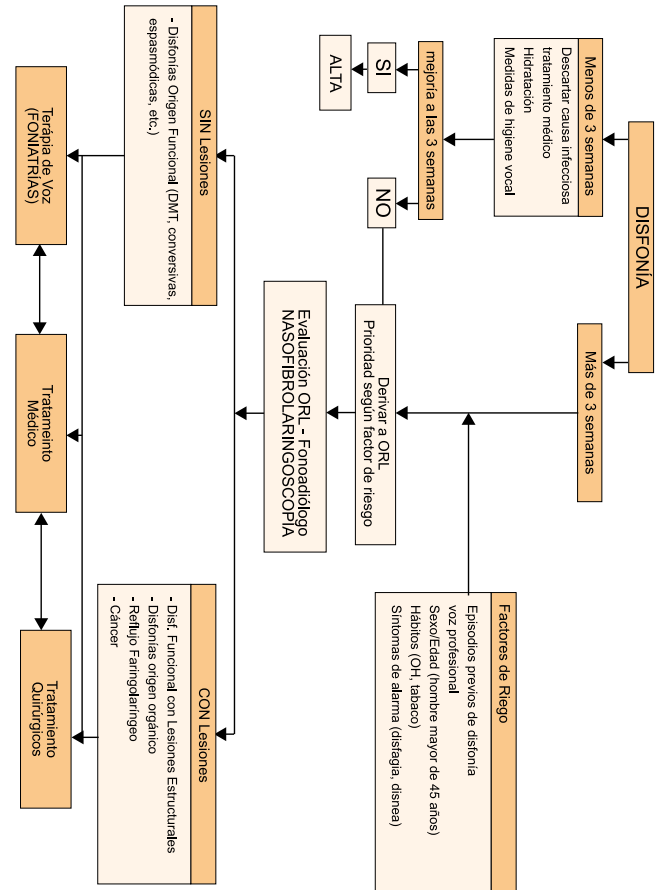 DISFONÍA
Menos de 3 semanas
Descartar causa infecciosa
tratamiento médico
Hidratación
Medidas de higiene vocal
Más de 3 semanas
Factores de Riego
Episodios previos de disfonía
voz profesional
Sexo/Edad (hombre mayor de 45 años)
Hábitos (OH, tabaco)
Síntomas de alarma (disfagia, disnea)
mejoría a las 3 semanas
SI
NO
ALTA
Derivar a ORL
Prioridad según factor de riesgo
Evaluación ORL - Fonoadiólogo
NASOFIBROLARINGOSCOPÍA
SIN Lesiones
- Disfonías Origen Funcional (DMT, conversivas,
espasmódicas, etc.)
CON Lesiones
- Disf. Funcional con Lesiones Estructurales
- Disfonías origen orgánico
- Reflujo Faringolaríngeo
- Cáncer
Terápia de Voz
(FONIATRÍAS)
Tratameinto
Médico
Tratamiento
Quirúrgicos